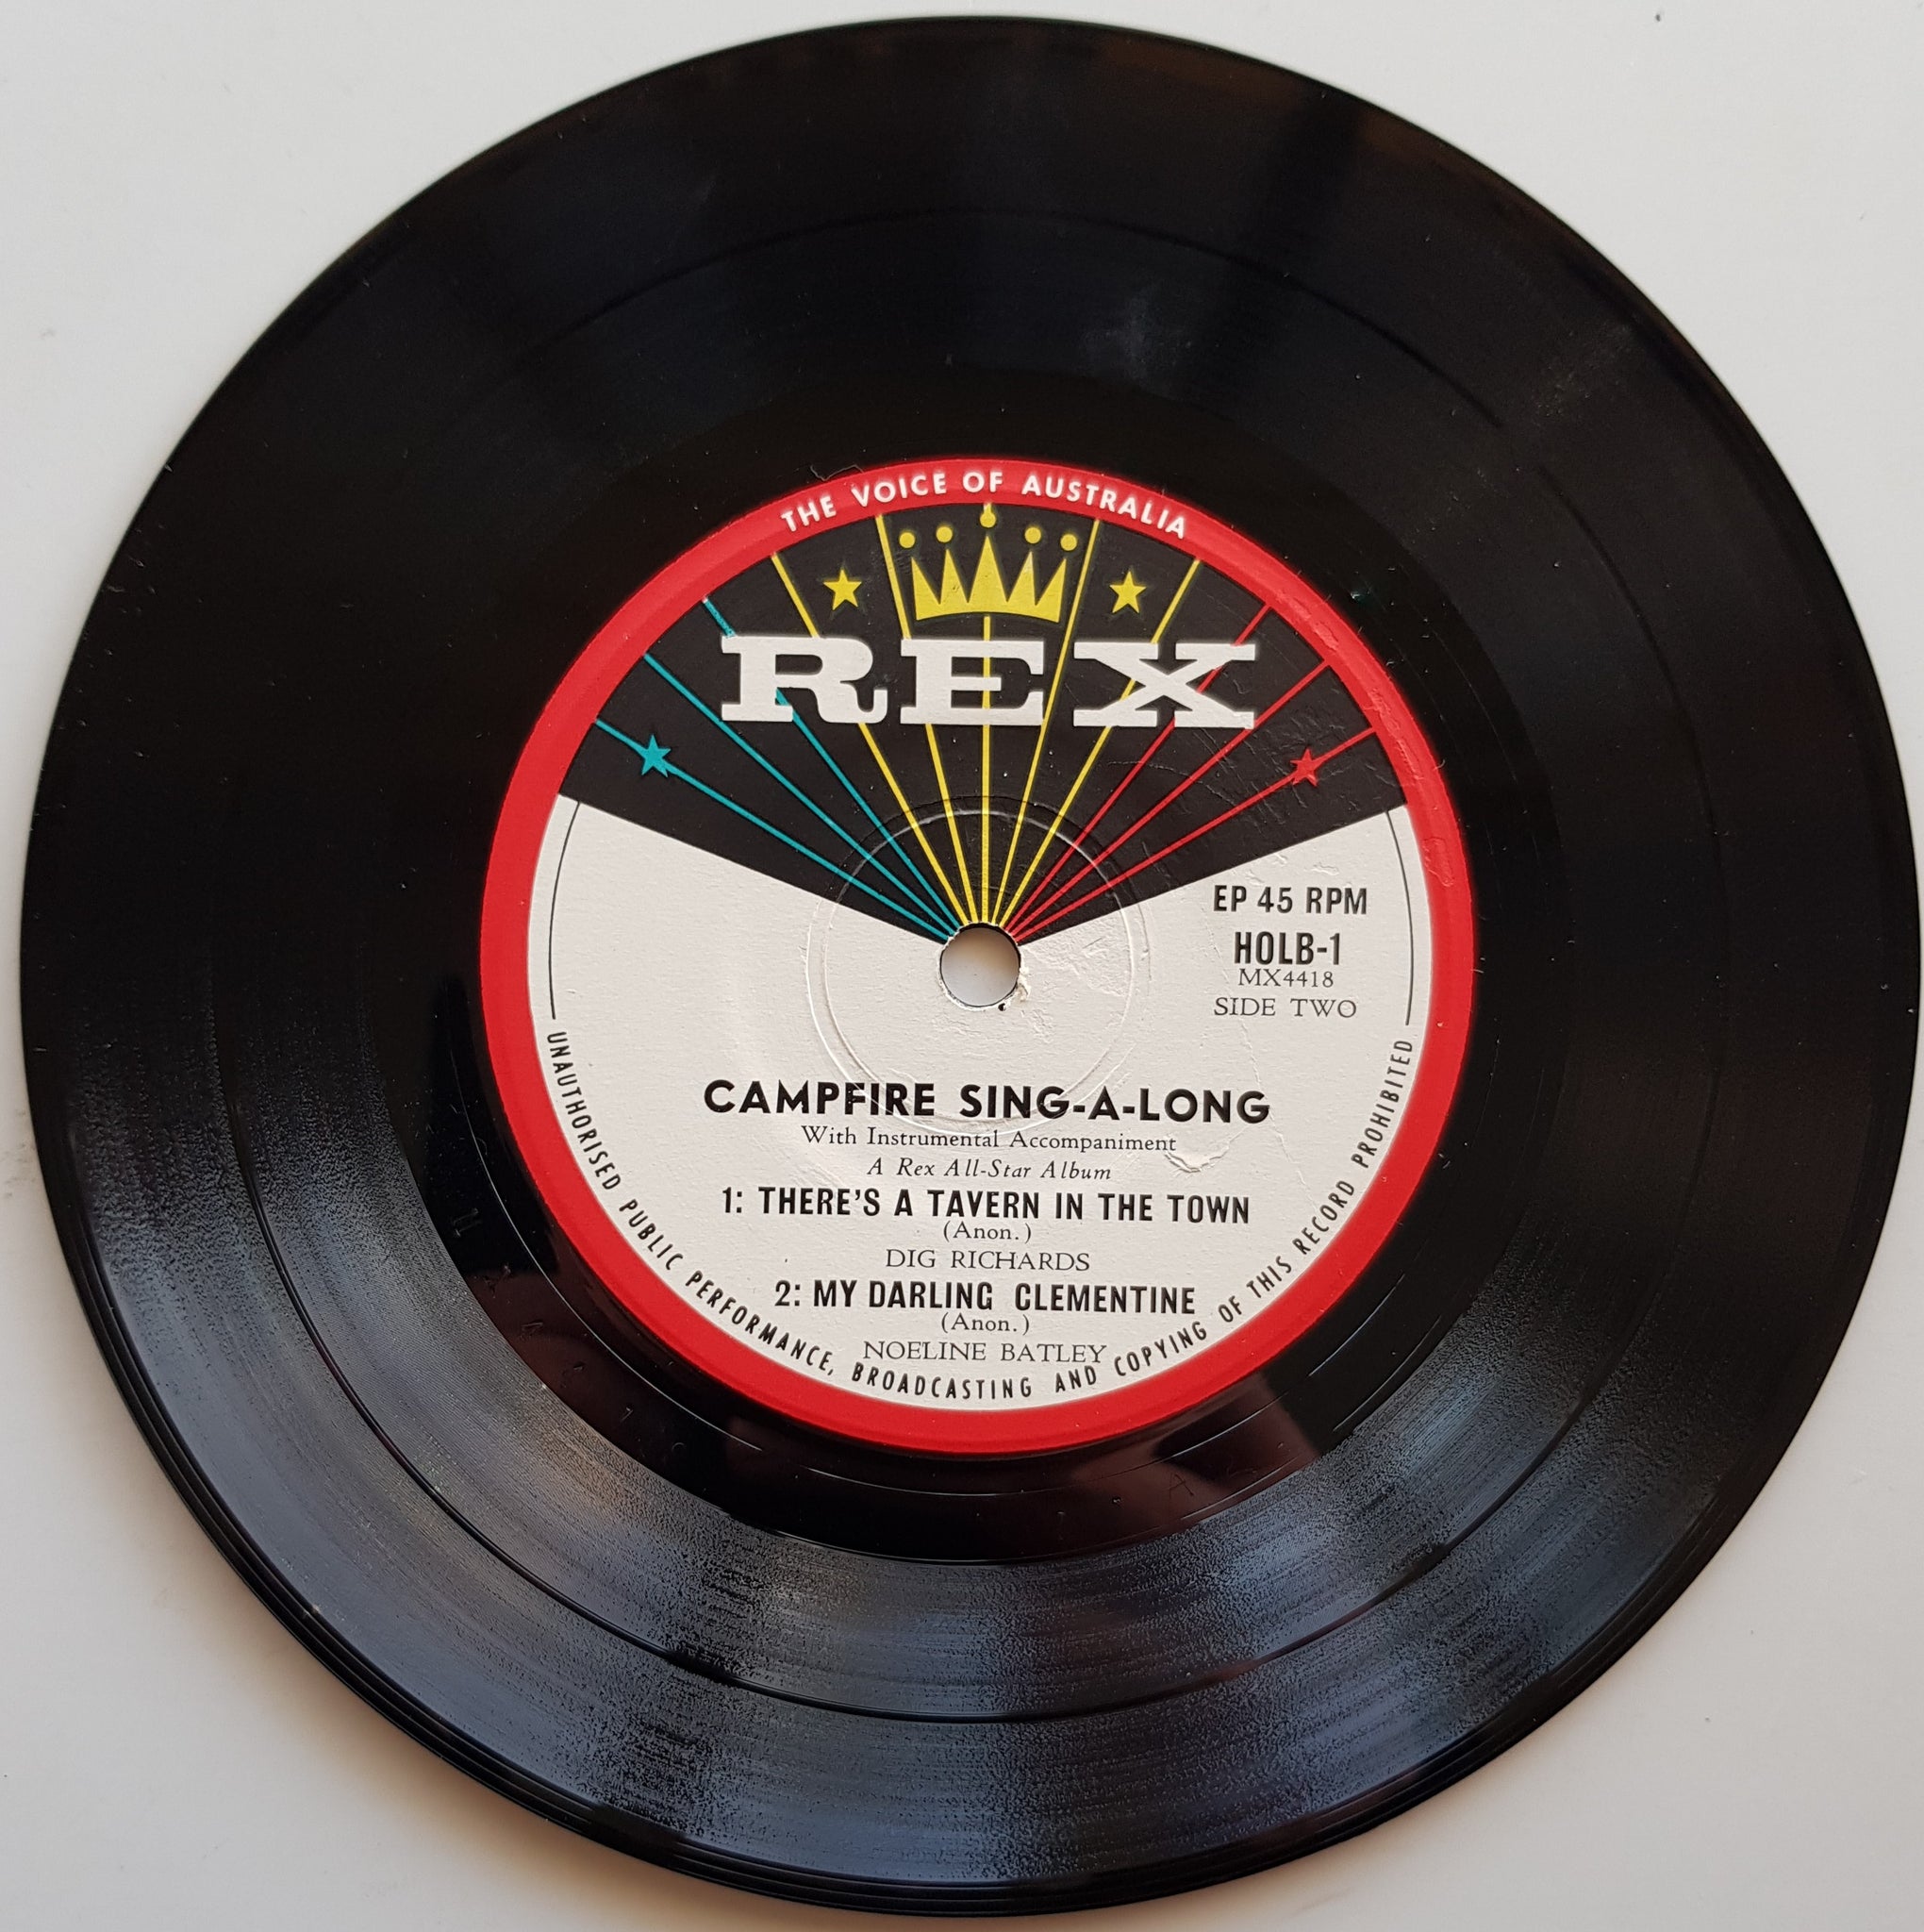 THE VOICE OF AUSTRALIA
REX
EP 45 RPM
HOLB-1
MX4418
SIDE TWO
CAMPFIRE SING-A-LONG
With Instrumental Accompaniment
A Rex All-Star Album
1: THERE'S A TAVERN IN THE TOWN
(Anon.)
DIG RICHARDS
2: MY DARLING CLEMENTINE
(Anon.)
NOELINE BATLEY
UNAUTHORISED PUBLIC PERFORMANCE, BROADCASTING AND COPYING OF THIS RECORD PROHIBITED